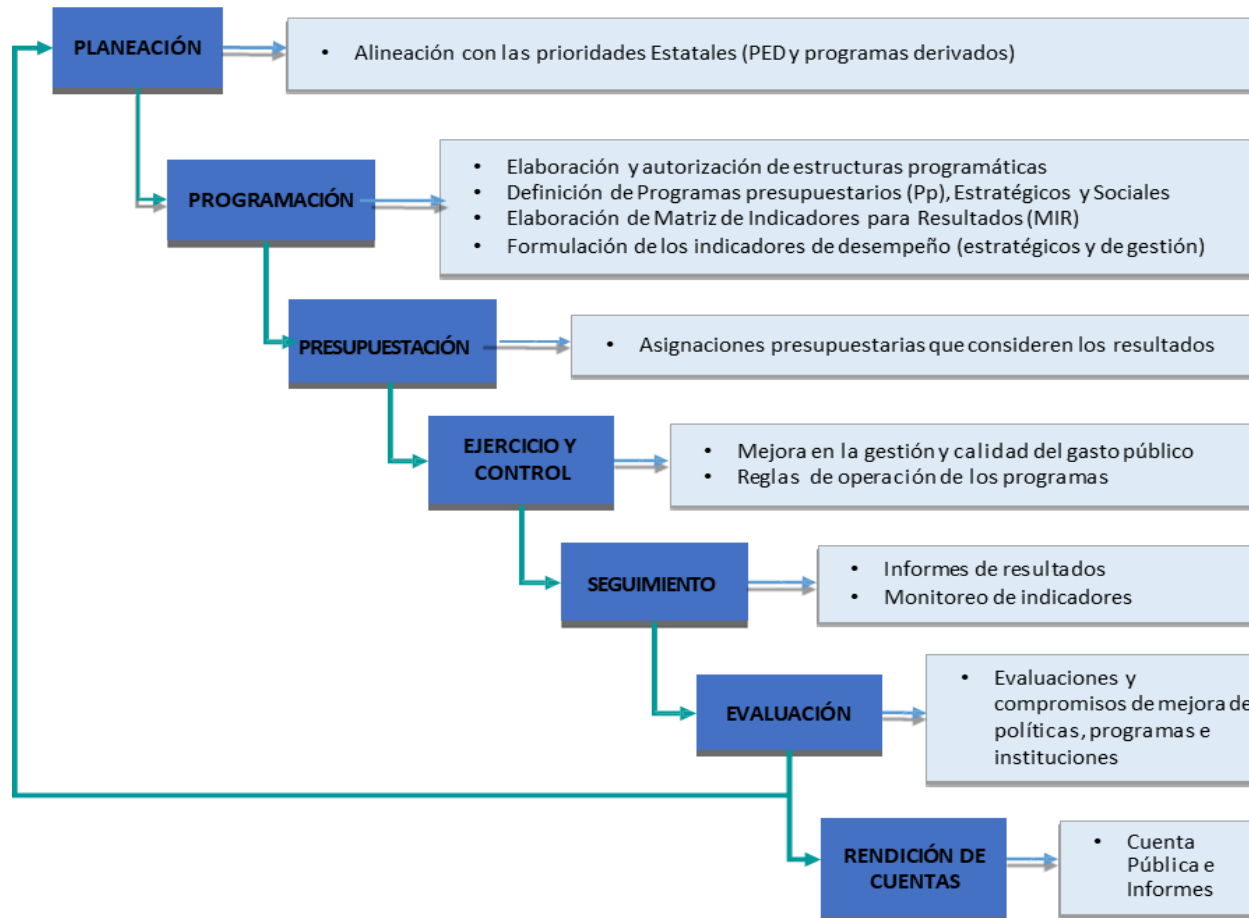 PLANEACIÓN
• Alineación con las prioridades Estatales (PED y programas derivados)
PROGRAMACIÓN
• Elaboración y autorización de estructuras programáticas
• Definición de Programas presupuestarios (Pp), Estratégicos y Sociales
• Elaboración de Matriz de Indicadores para Resultados (MIR)
• Formulación de los indicadores de desempeño (estratégicos y de gestión)
PRESUPUESTACIÓN
• Asignaciones presupuestarias que consideren los resultados
EJERCICIO Y
CONTROL
• Mejora en la gestión y calidad del gasto público
• Reglas de operación de los programas
SEGUIMIENTO
• Informes de resultados
• Monitoreo de indicadores
EVALUACIÓN
• Evaluaciones y
compromisos de mejora de
políticas, programas e
instituciones
RENDICIÓN DE
CUENTAS
• Cuenta
Pública e
Informes